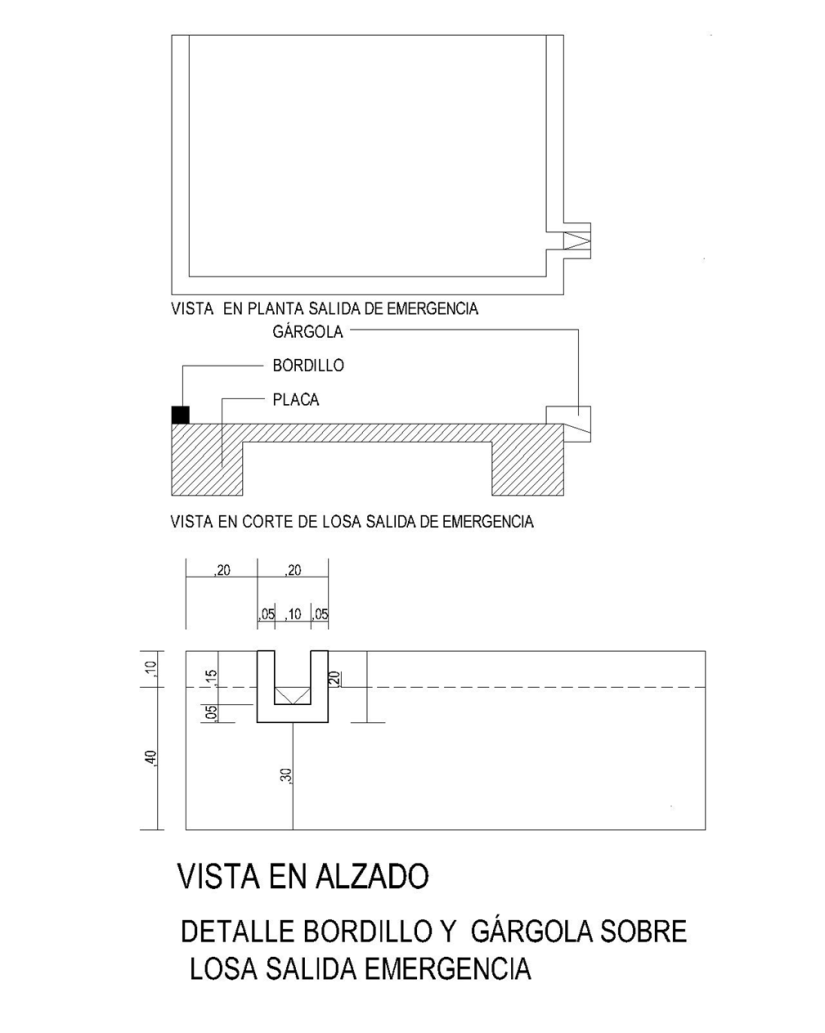 VISTA EN PLANTA SALIDA DE EMERGENCIA
GÁRGOLA
BORDILLO
PLACA
VISTA EN CORTE DE LOSA SALIDA DE EMERGENCIA
,20 ,20
,05 ,10 ,05
,10
,15
,20
,05
,40
,30
VISTA EN ALZADO
DETALLE BORDILLO Y GÁRGOLA SOBRE
LOSA SALIDA EMERGENCIA